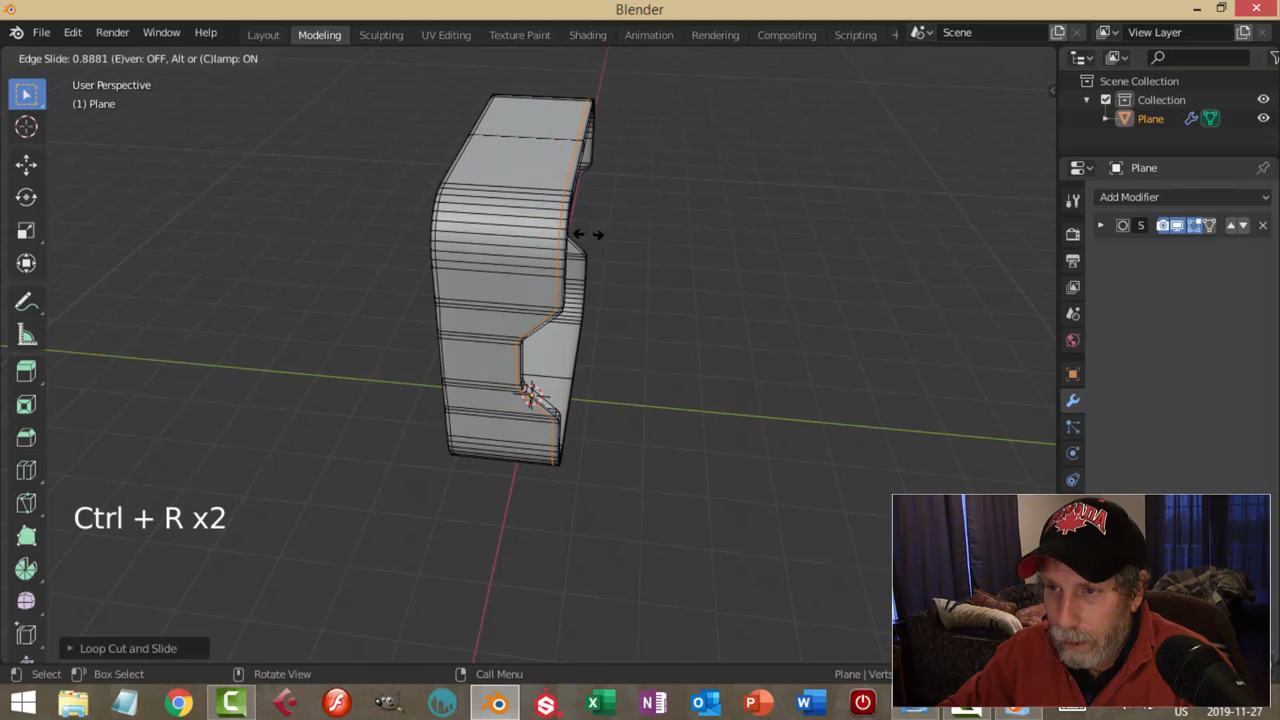 Blender
File Edit Render Window Help
Layout Modeling Sculpting UV Editing Texture Paint Shading Animation Rendering Compositing Scripting +
Scene
View Layer
Edge Slide: 0.8881 (E)ven: OFF, Alt or (C)lamp: ON
User Perspective
(1) Plane
Scene Collection
Collection
Plane
Plane
Add Modifier
S
CANADA
Ctrl + R x2
Loop Cut and Slide
Select Box Select Rotate View Call Menu Plane | Verts
2019-11-27